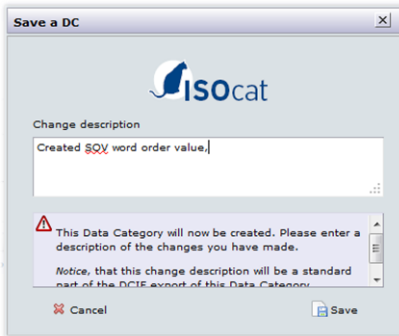 Save a DC
ISOcat
Change description
Created SOV word order value,
This Data Category will now be created. Please enter a
description of the changes you have made.
Notice, that this change description will be a standard
part of the DCIF export of this Data Category
Cancel
Save